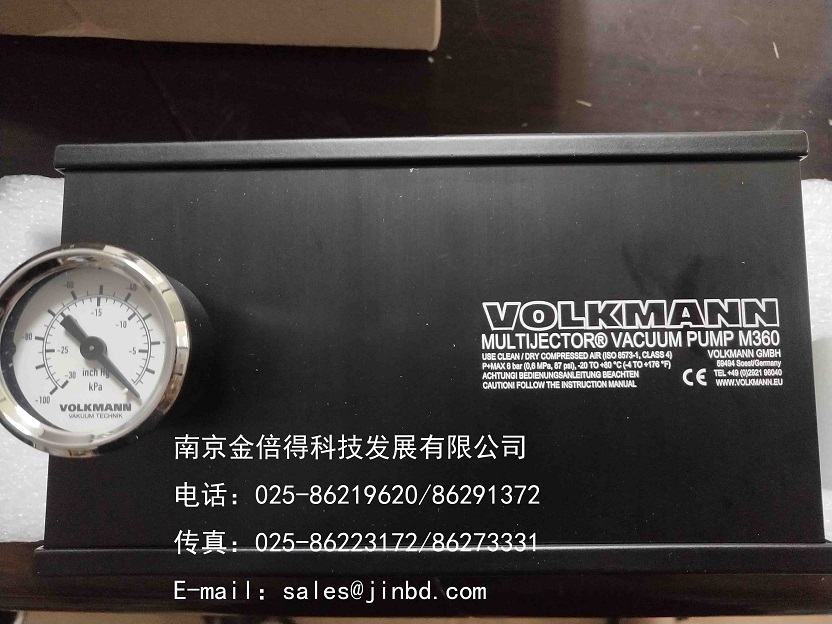 -60
-80
-40
-20
-15
-10
-25
-5
-30
inch Hg
kPa
-100
VOLKMANN
VAKUUM TECHNIK
VOLKMANN
MULTIJECTOR® VACUUM PUMP M360
USE CLEAN / DRY COMPRESSED AIR (ISO 8573-1, CLASS 4) VOLKMANN GMBH
P+MAX 6 bar (0,6 MPa, 87 psi), -20 TO +80 °C (-4 TO +176 °F) 59494 Soest/Germany
ACHTUNG! BEDIENUNGSANLEITUNG BEACHTEN CE TEL +49 (0)2921 96040
CAUTION! FOLLOW THE INSTRUCTION MANUAL WWW.VOLKMANN.EU
南京金倍得科技发展有限公司
电话：025-86219620/86291372
传真：025-86223172/86273331
E-mail：sales@jinbd.com